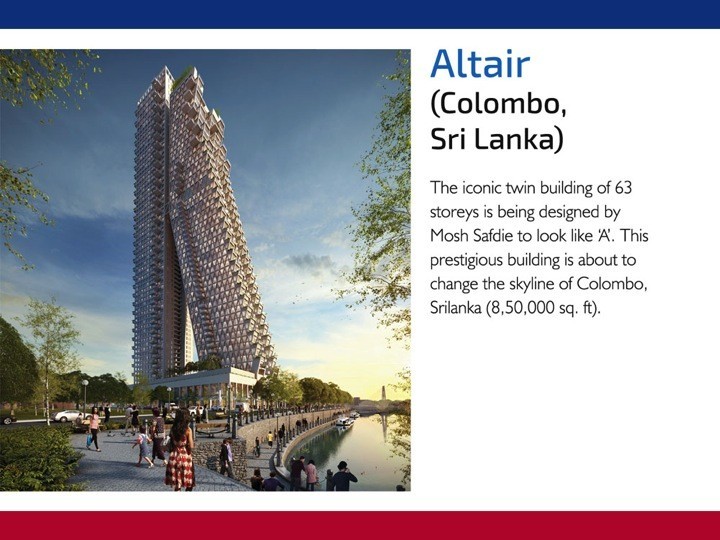 Altair
(Colombo,
Sri Lanka)
The iconic twin building of 63
storeys is being designed by
Mosh Safdie to look like ‘A’. This
prestigious building is about to
change the skyline of Colombo,
Srilanka (8,50,000 sq. ft).